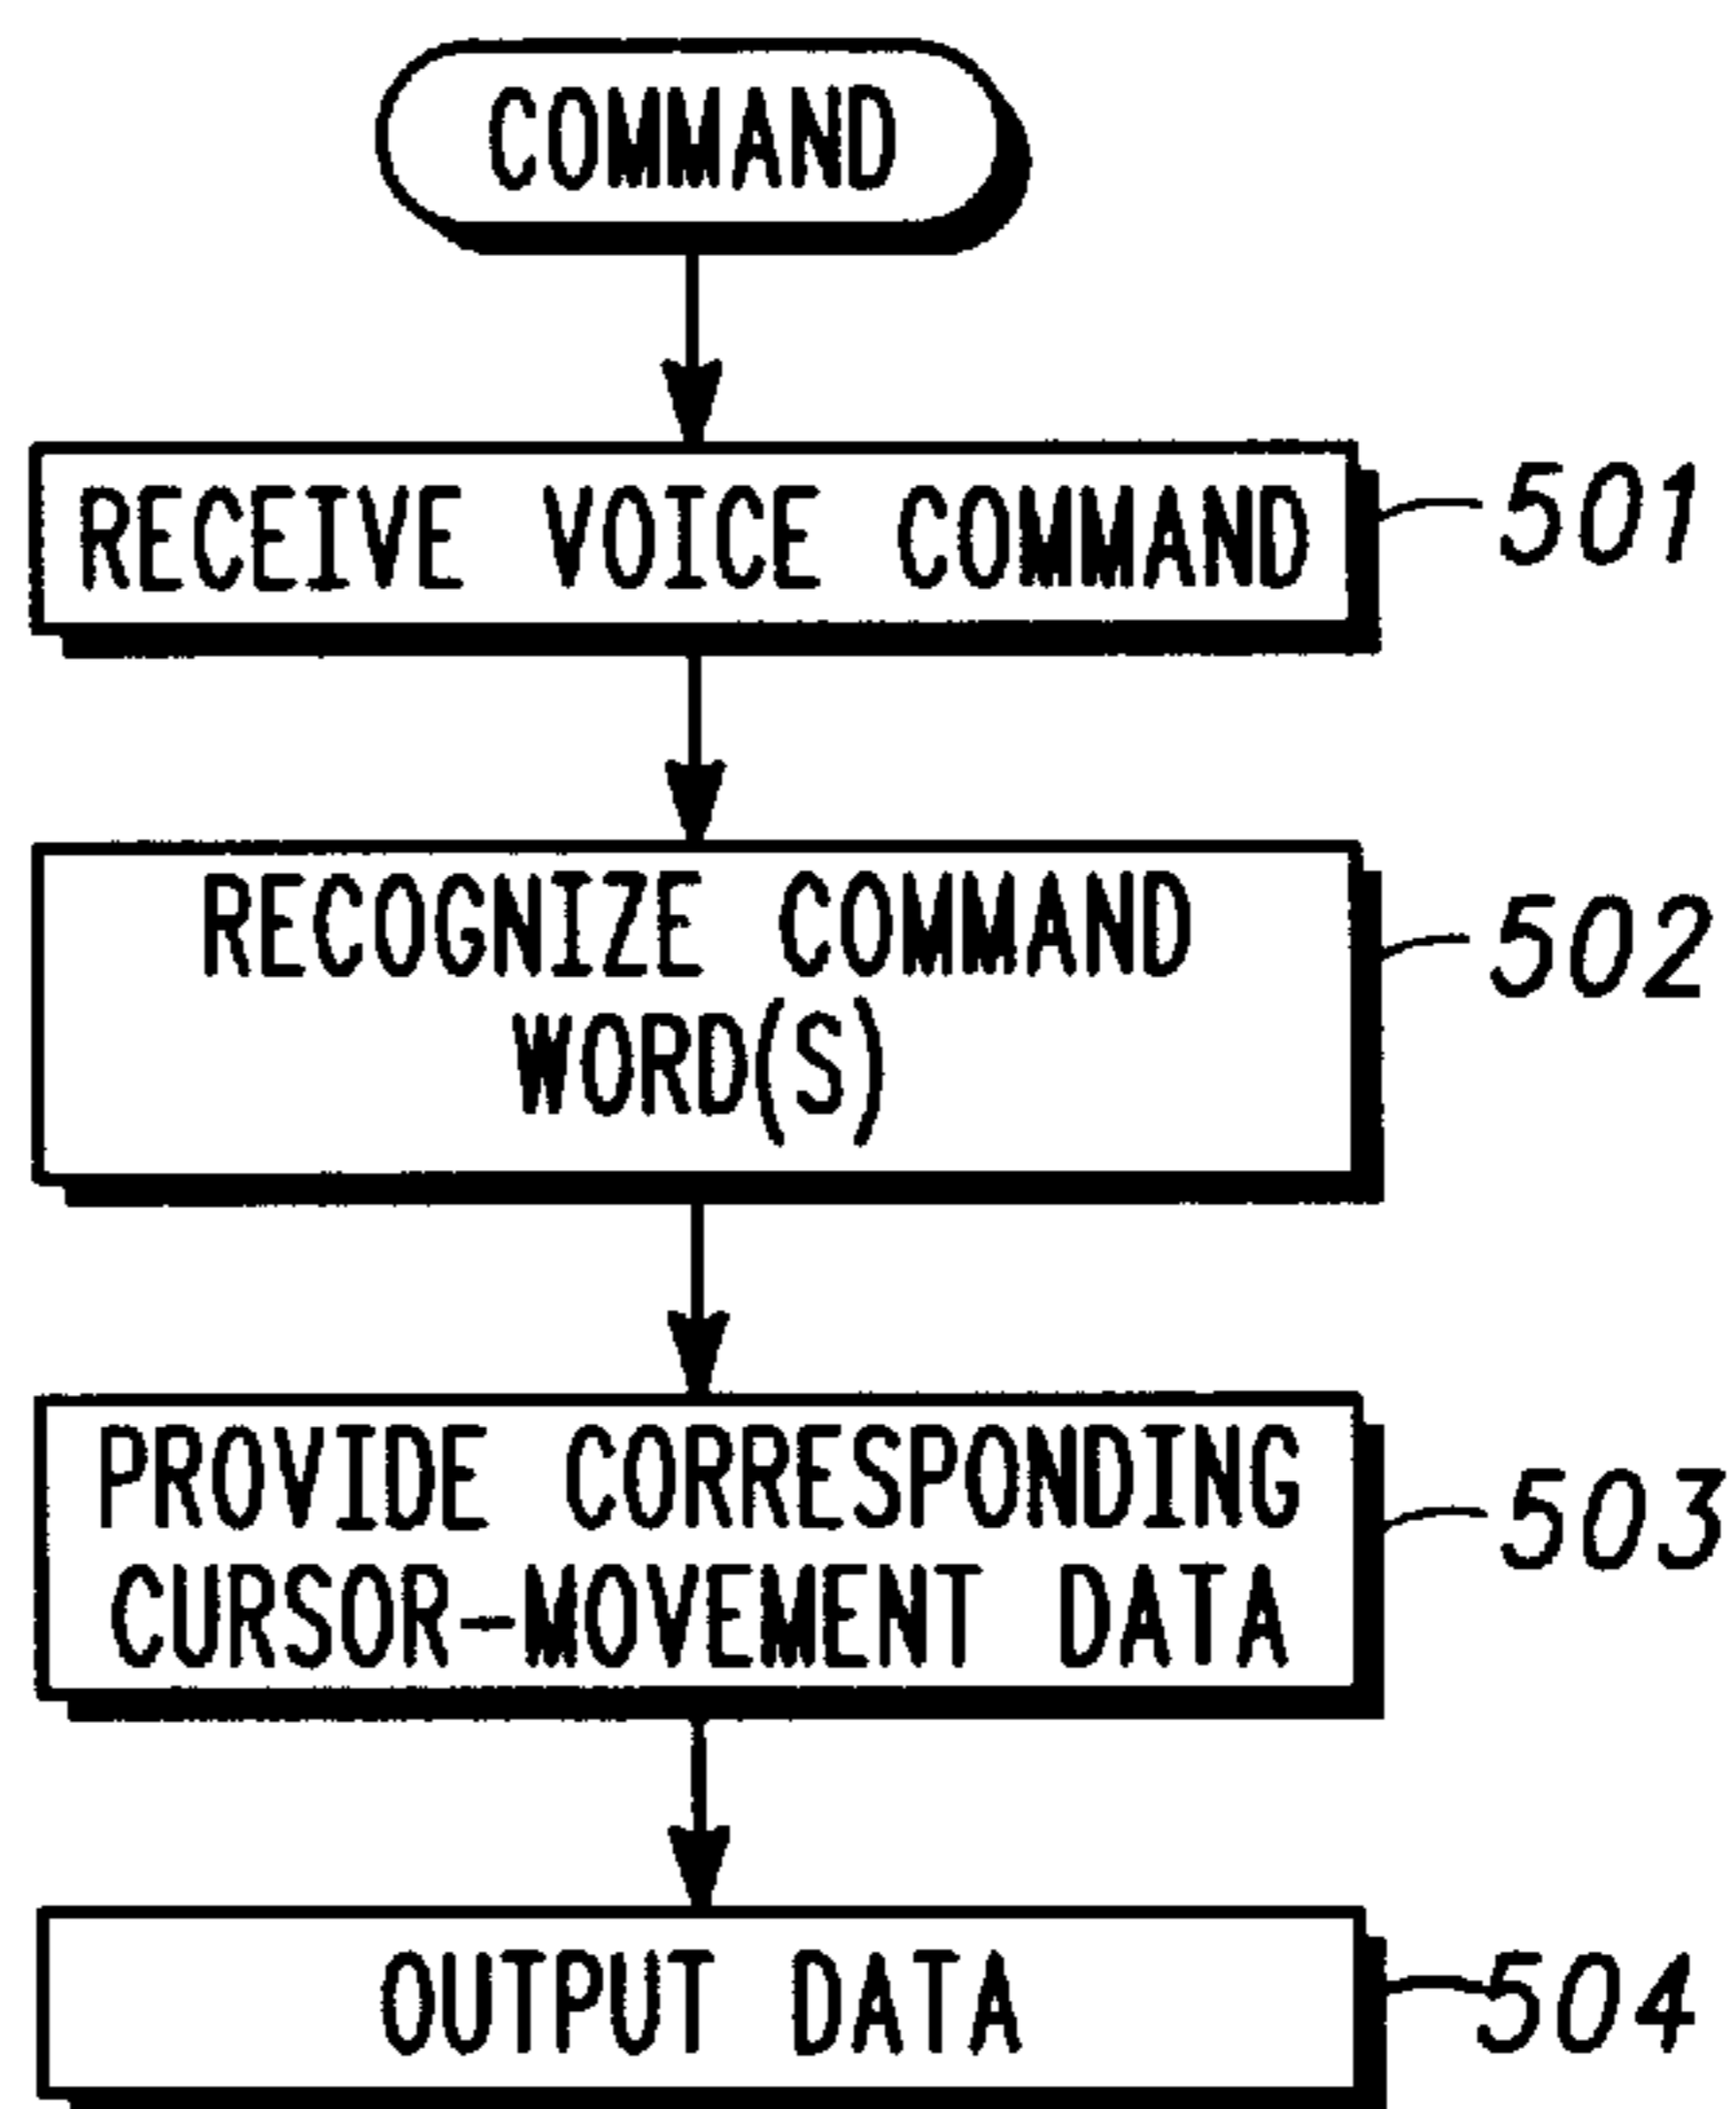 COMMAND
RECEIVE VOICE COMMAND
501
RECOGNIZE COMMAND
WORD(S)
502
PROVIDE CORRESPONDING
CURSOR-MOVEMENT DATA
503
OUTPUT DATA
504